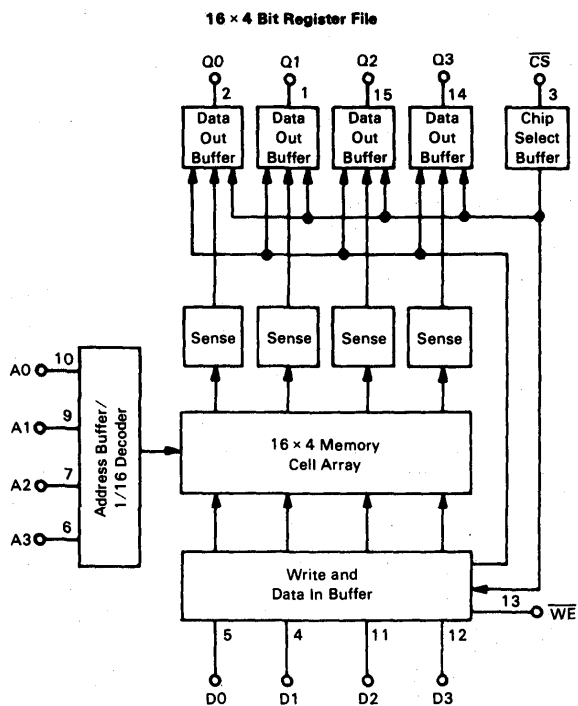 16 × 4 Bit Register File
Q0 Q1 Q2 Q3 C̅S̅
2 1 15 14 3
Data Out Buffer
Data Out Buffer
Data Out Buffer
Data Out Buffer
Chip Select Buffer
Sense Sense Sense Sense
A0 10
A1 9
A2 7
A3 6
Address Buffer/
1/16 Decoder
16 × 4 Memory
Cell Array
Write and
Data In Buffer
13 W̅E̅
5 4 11 12
D0 D1 D2 D3